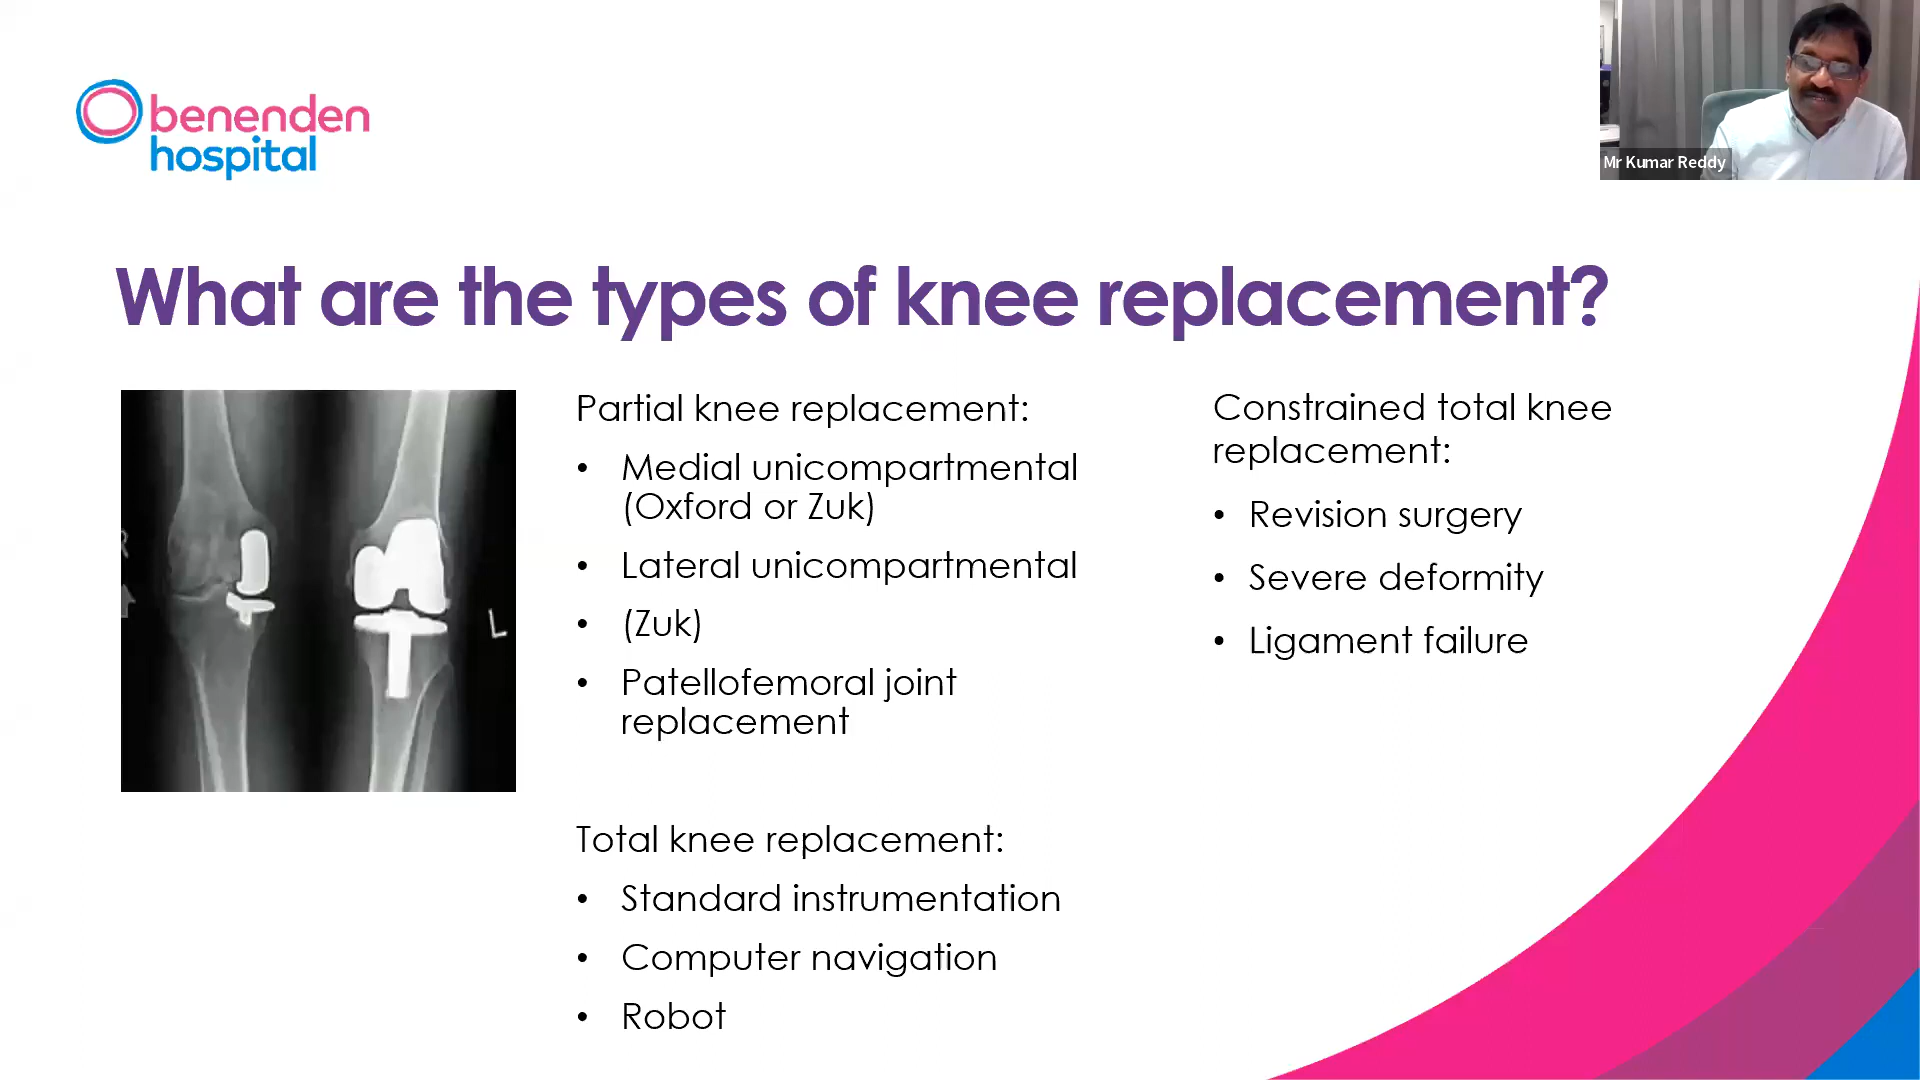 benenden
hospital
Mr Kumar Reddy
What are the types of knee replacement?
R
L
Partial knee replacement:
• Medial unicompartmental
(Oxford or Zuk)
• Lateral unicompartmental
• (Zuk)
• Patellofemoral joint
replacement
Total knee replacement:
• Standard instrumentation
• Computer navigation
• Robot
Constrained total knee
replacement:
• Revision surgery
• Severe deformity
• Ligament failure